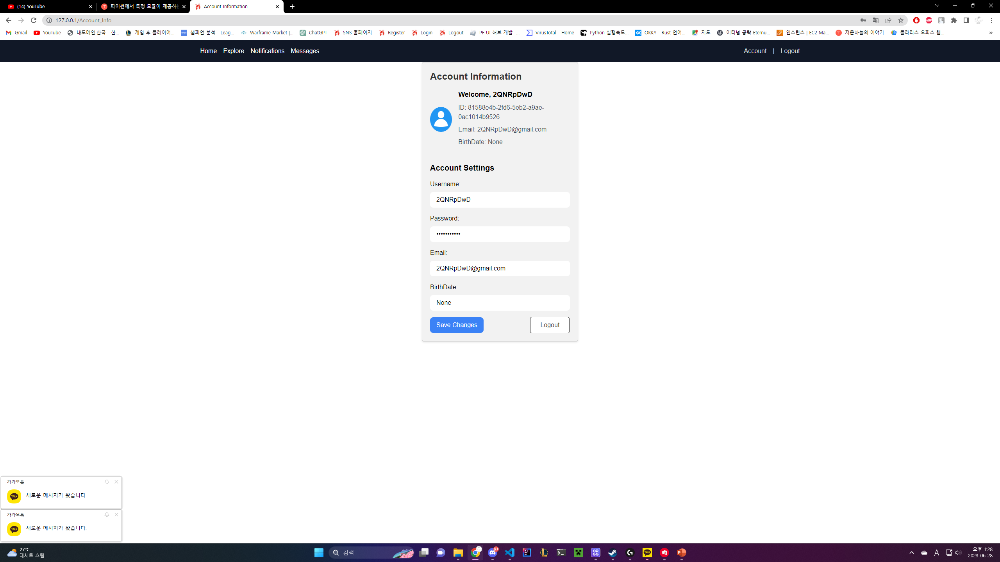 (14) YouTube
파이썬에서 특정 모듈이 제공하는
Account Information
127.0.0.1/Account_Info
Gmail
YouTube
내도메인.한국 - 한...
게임 후 플레이어...
챔피언 분석 - Leag...
Warframe Market |...
ChatGPT
SNS 홈페이지
Register
Login
Logout
PF UI 허브 개발 -...
VirusTotal - Home
Python 실행속도...
OKKY - Rust 언어...
지도
이터널 공략 Eternu...
인스턴스 | EC2 Ma...
저문하늘의 이야기
폴라리스 오피스 웹...
»
Home Explore Notifications Messages
Account | Logout
Account Information
Welcome, 2QNRpDwD
ID: 81588e4b-2fd6-5eb2-a9ae-
0ac1014b9526
Email: 2QNRpDwD@gmail.com
BirthDate: None
Account Settings
Username:
2QNRpDwD
Password:
•••••••••••
Email:
2QNRpDwD@gmail.com
BirthDate:
None
Save Changes
Logout
카카오톡
TALK
새로운 메시지가 왔습니다.
카카오톡
TALK
새로운 메시지가 왔습니다.
27°C
대체로 흐림
검색
9+
A
오후 1:28
2023-06-28